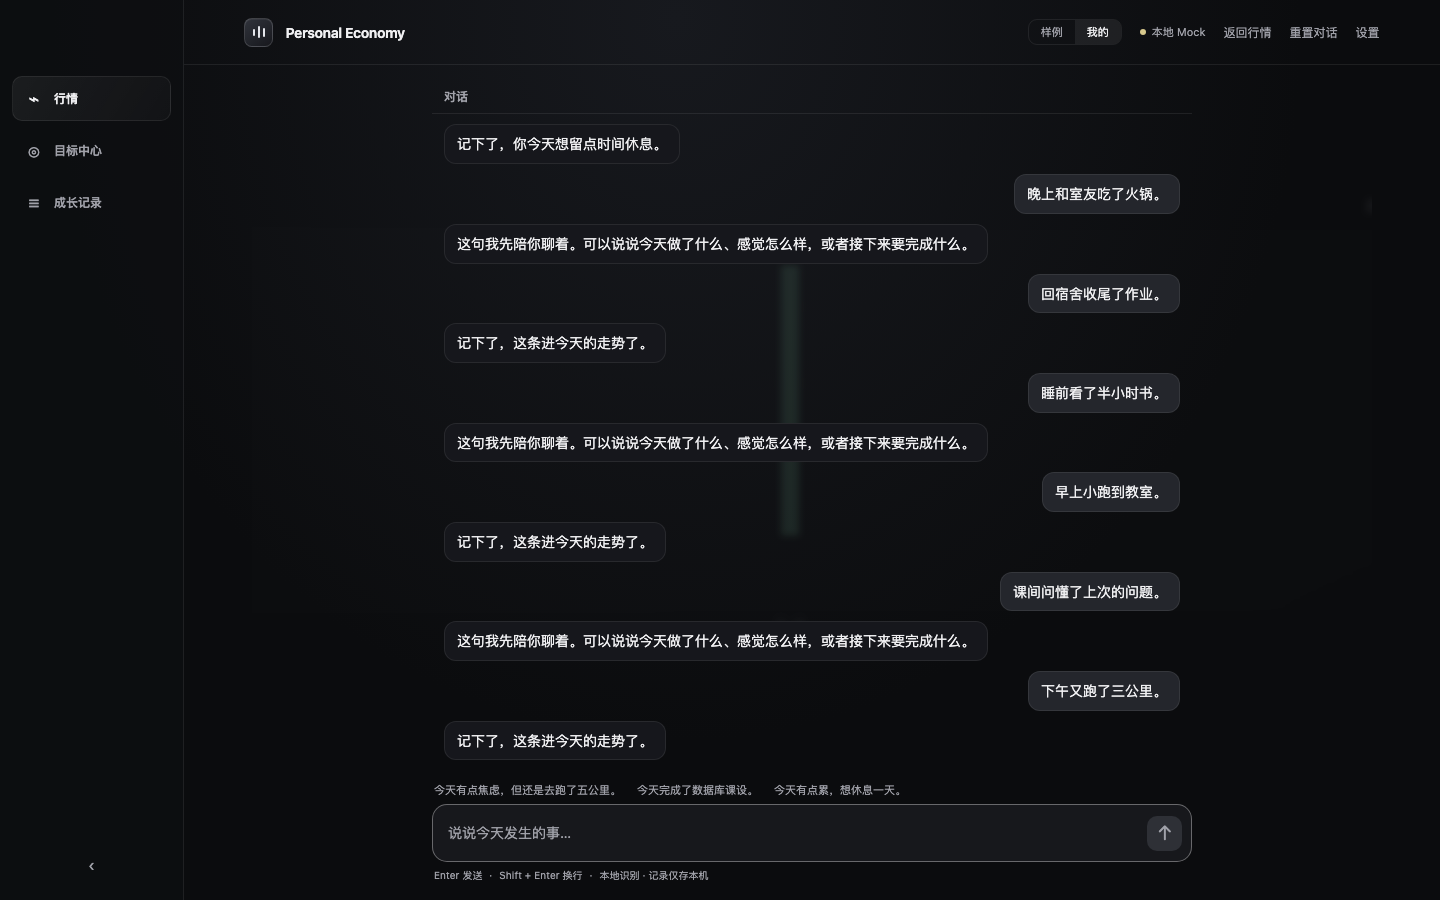 Personal Economy
样例
我的
本地 Mock
返回行情
重置对话
设置
行情
目标中心
成长记录
对话
记下了，你今天想留点时间休息。
晚上和室友吃了火锅。
这句我先陪你聊着。可以说说今天做了什么、感觉怎么样，或者接下来要完成什么。
回宿舍收尾了作业。
记下了，这条进今天的走势了。
睡前看了半小时书。
这句我先陪你聊着。可以说说今天做了什么、感觉怎么样，或者接下来要完成什么。
早上小跑到教室。
记下了，这条进今天的走势了。
课间问懂了上次的问题。
这句我先陪你聊着。可以说说今天做了什么、感觉怎么样，或者接下来要完成什么。
下午又跑了三公里。
记下了，这条进今天的走势了。
今天有点焦虑，但还是去跑了五公里。
今天完成了数据库课设。
今天有点累，想休息一天。
说说今天发生的事...
Enter 发送 · Shift + Enter 换行 · 本地识别 · 记录仅存本机